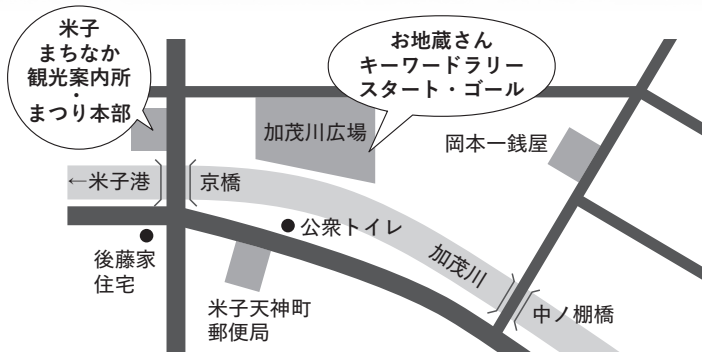 米子
まちなか
観光案内所
・
まつり本部
お地蔵さん
キーワードラリー
スタート・ゴール
加茂川広場
岡本一銭屋
←米子港
京橋
公衆トイレ
加茂川
後藤家
住宅
米子天神町
郵便局
中ノ棚橋